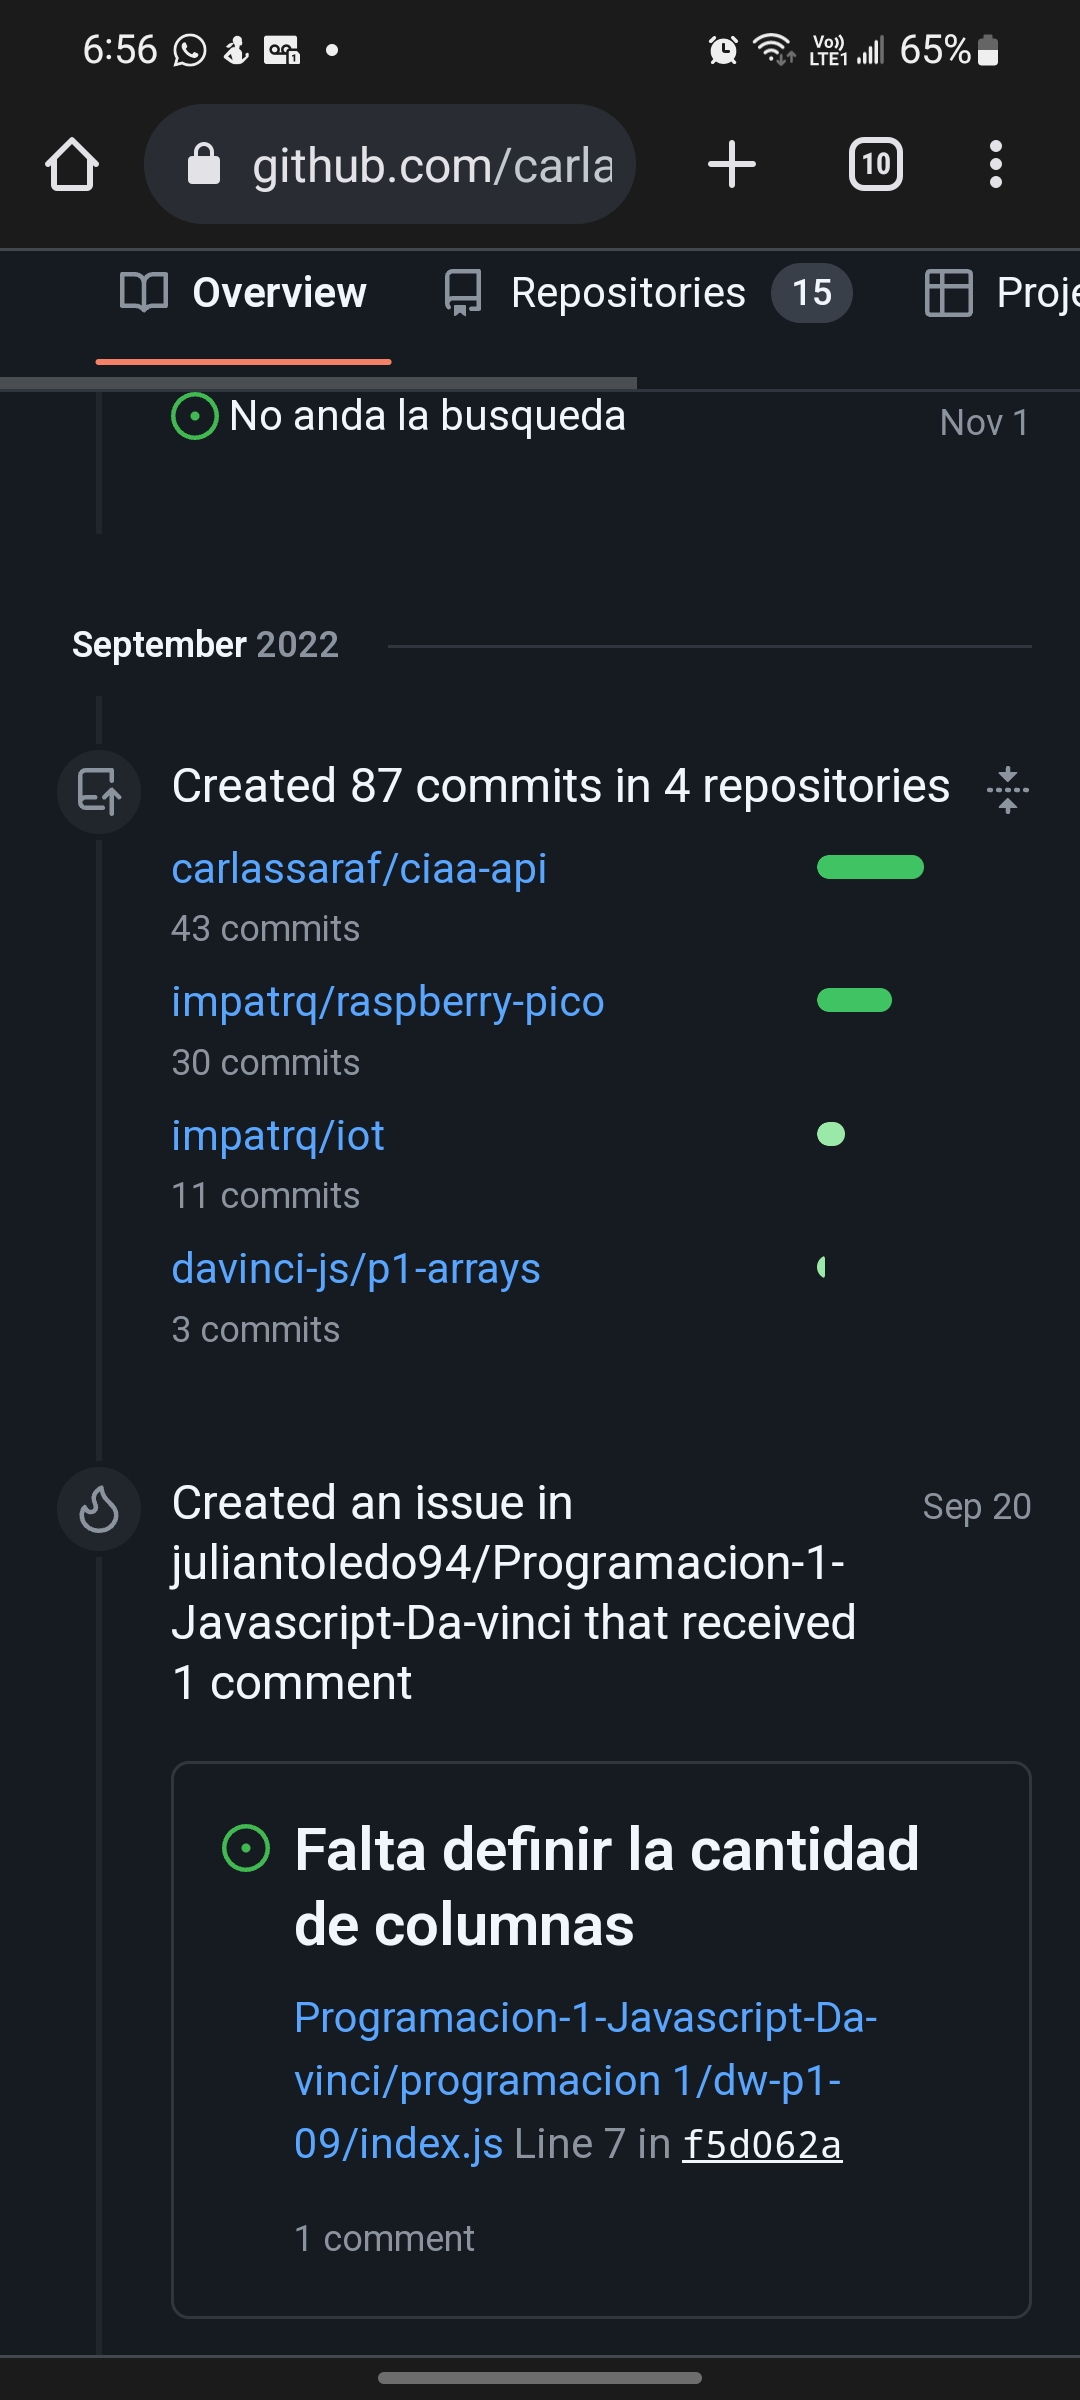 6:56
Vo))
LTE1
65%
github.com/carla
10
Overview
Repositories 15
Proje
No anda la busqueda
Nov 1
September 2022
Created 87 commits in 4 repositories
carlassaraf/ciaa-api
43 commits
impatrq/raspberry-pico
30 commits
impatrq/iot
11 commits
davinci-js/p1-arrays
3 commits
Created an issue in
Sep 20
juliantoledo94/Programacion-1-
Javascript-Da-vinci that received
1 comment
Falta definir la cantidad
de columnas
Programacion-1-Javascript-Da-
vinci/programacion 1/dw-p1-
09/index.js Line 7 in f5d062a
1 comment